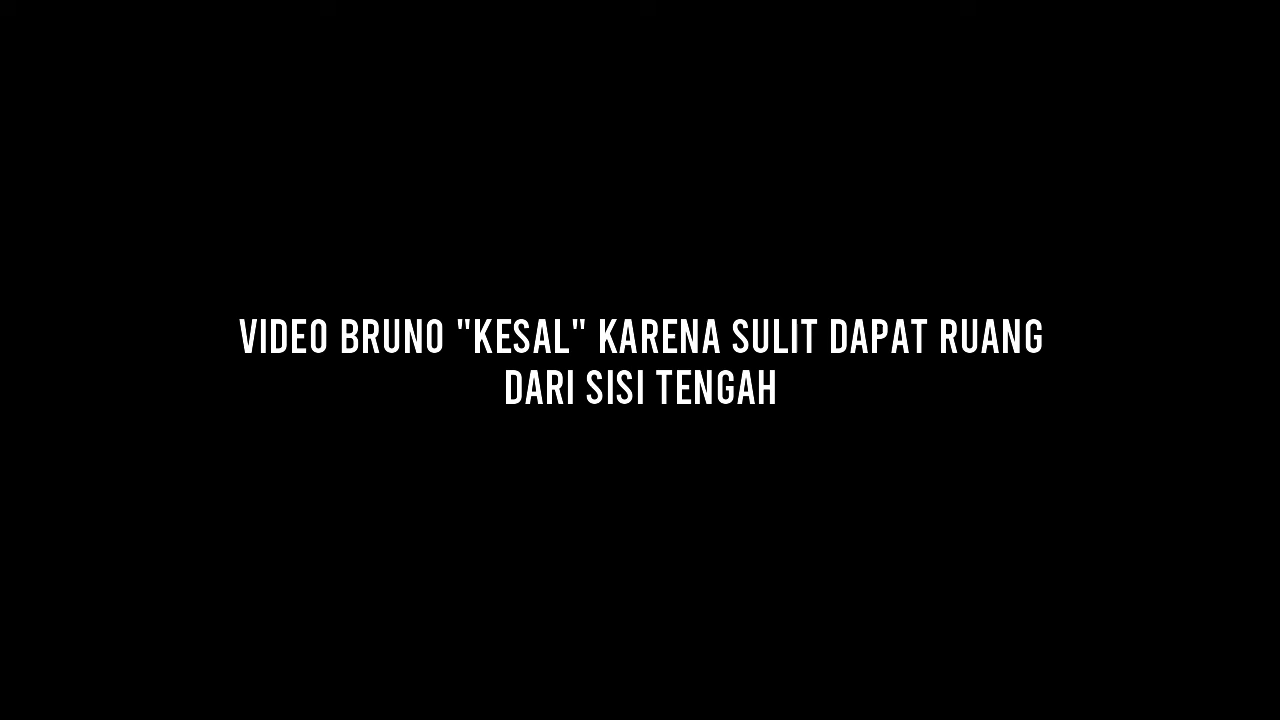 VIDEO BRUNO "KESAL" KARENA SULIT DAPAT RUANG
DARI SISI TENGAH